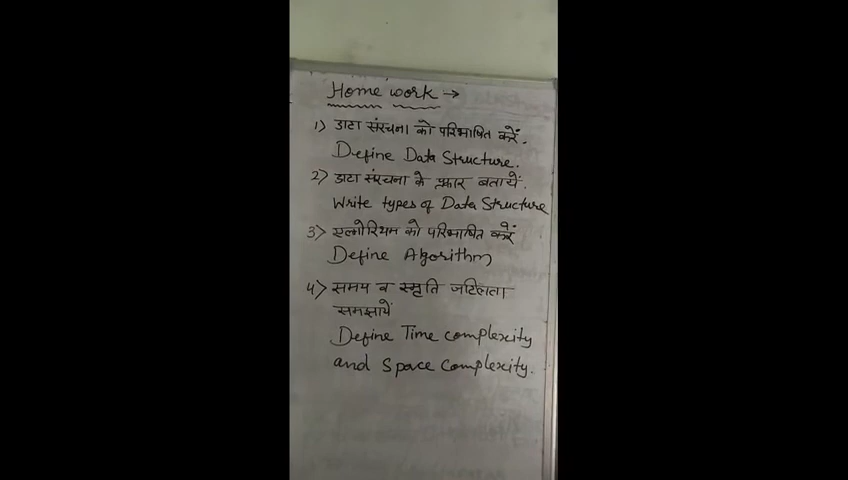 Home work →
1) डाटा संरचना को परिभाषित करें.
Define Data Structure.
2) डाटा संरचना के प्रकार बतायें.
Write types of Data Structure
3) एल्गोरिथम को परिभाषित करें
Define Algorithm
4) समय व स्मृति जटिलता
समझायें
Define Time complexity
and Space Complexity.